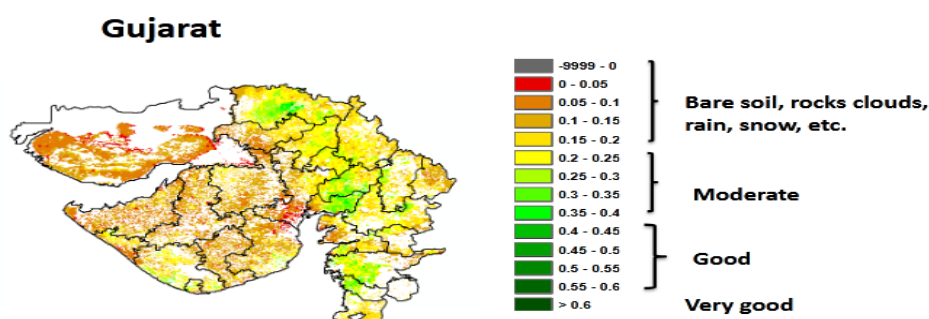 Gujarat
-9999 - 0
0 - 0.05
0.05 - 0.1
0.1 - 0.15
0.15 - 0.2
0.2 - 0.25
0.25 - 0.3
0.3 - 0.35
0.35 - 0.4
0.4 - 0.45
0.45 - 0.5
0.5 - 0.55
0.55 - 0.6
> 0.6
Bare soil, rocks clouds,
rain, snow, etc.
Moderate
Good
Very good